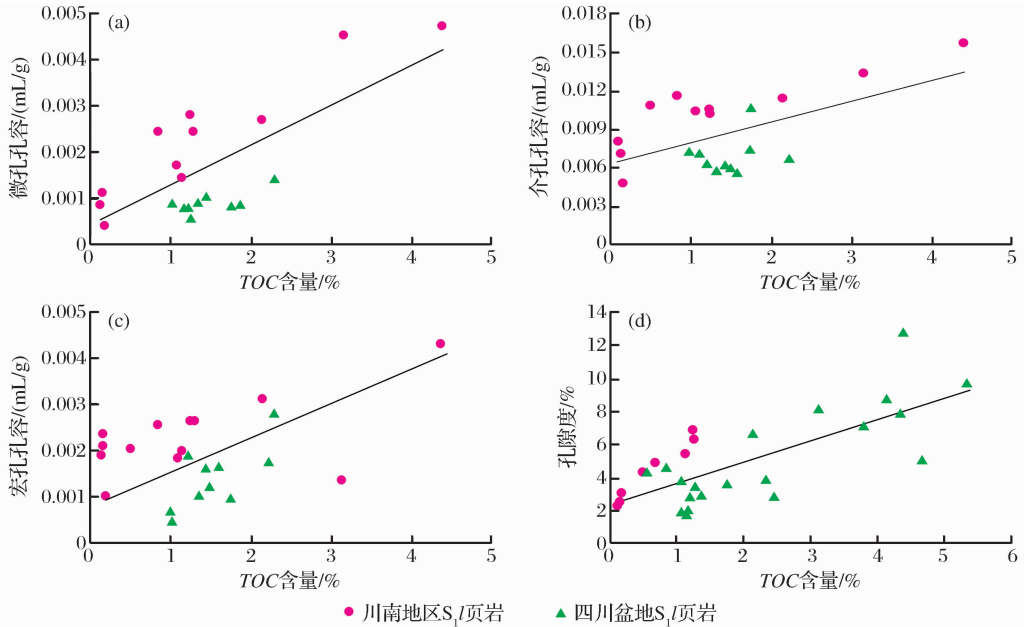 (a)
微孔孔容/(mL/g)
0.005
0.004
0.003
0.002
0.001
0
0 1 2 3 4 5
TOC含量/%
(b)
介孔孔容/(mL/g)
0.018
0.015
0.012
0.009
0.006
0.003
0
0 1 2 3 4 5
TOC含量/%
(c)
宏孔孔容/(mL/g)
0.005
0.004
0.003
0.002
0.001
0
0 1 2 3 4 5
TOC含量/%
(d)
孔隙度/%
14
12
10
8
6
4
2
0
0 1 2 3 4 5 6
TOC含量/%
川南地区S₁l页岩
四川盆地S₁l页岩